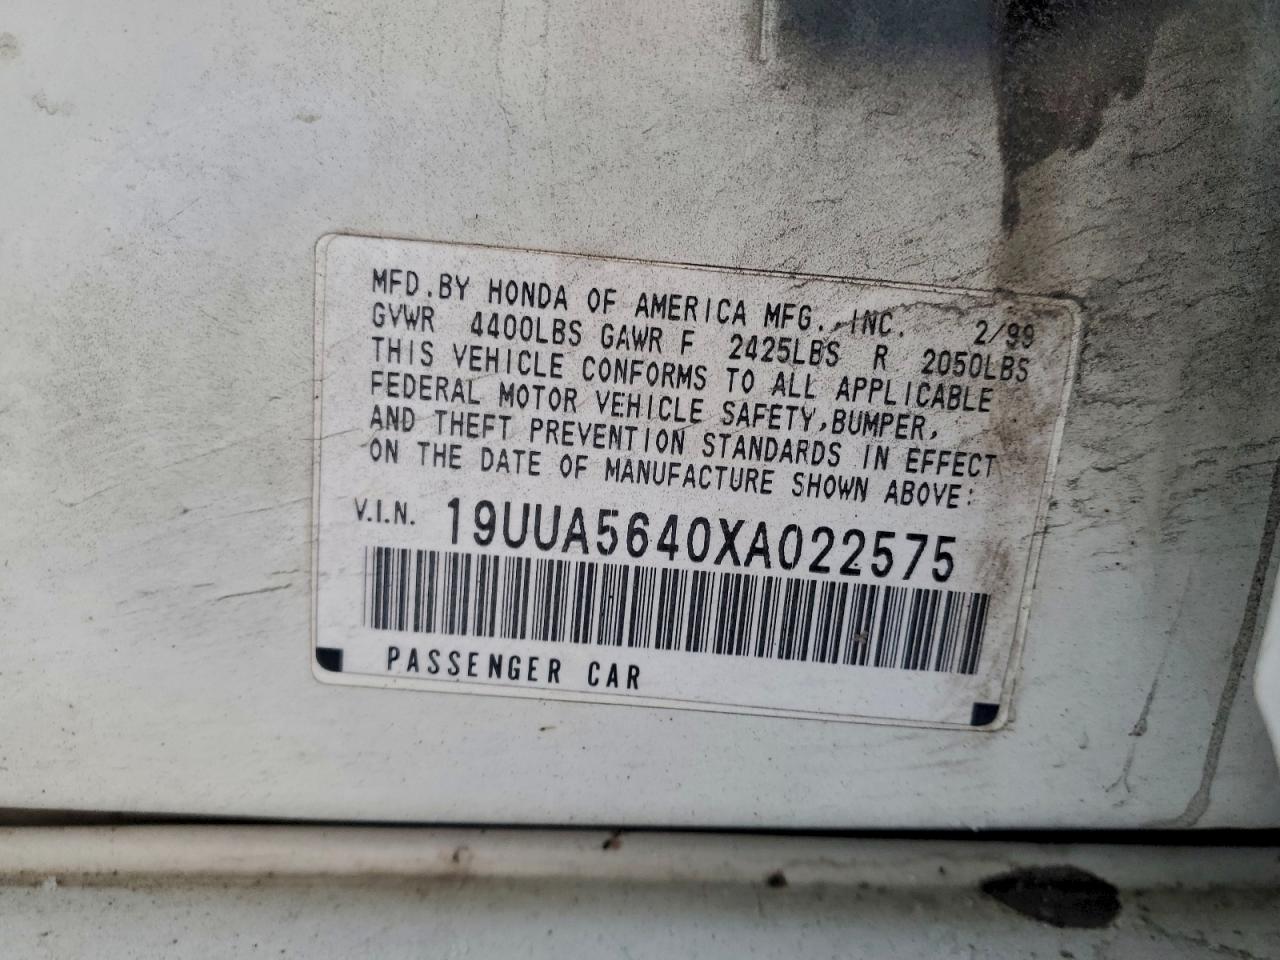 MFD.BY HONDA OF AMERICA MFG.,INC. 2/99
GVWR 4400LBS GAWR F 2425LBS R 2050LBS
THIS VEHICLE CONFORMS TO ALL APPLICABLE
FEDERAL MOTOR VEHICLE SAFETY,BUMPER,
AND THEFT PREVENTION STANDARDS IN EFFECT
ON THE DATE OF MANUFACTURE SHOWN ABOVE:
V.I.N. 19UUA5640XA022575
PASSENGER CAR